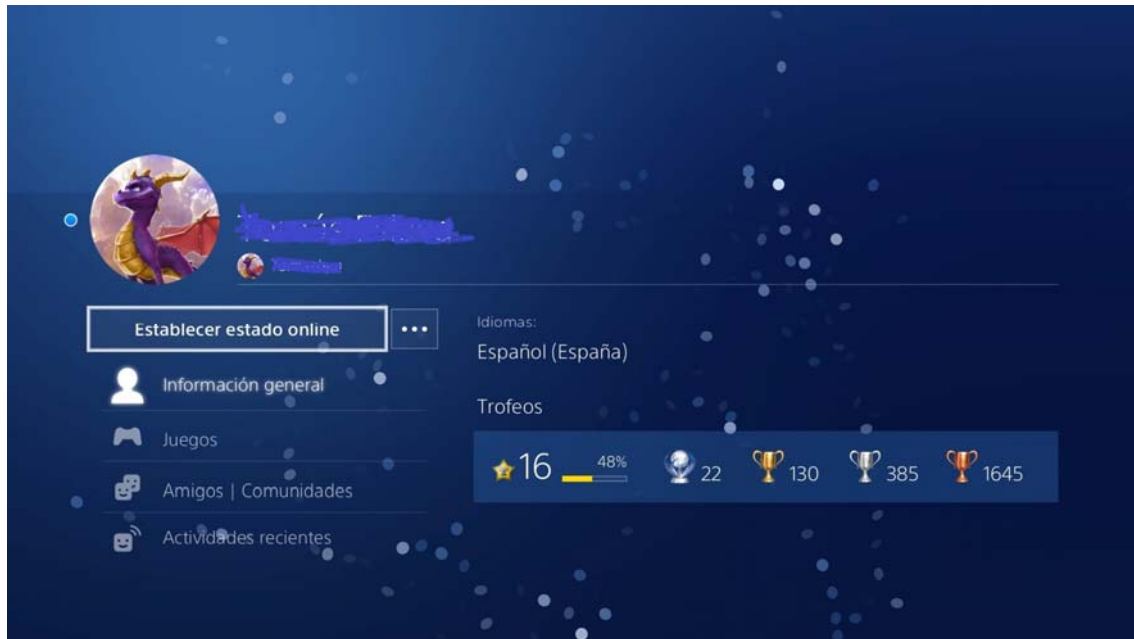 Establecer estado online
Información general
Juegos
Amigos | Comunidades
Actividades recientes
Idiomas:
Español (España)
Trofeos
16 48% 22 130 385 1645